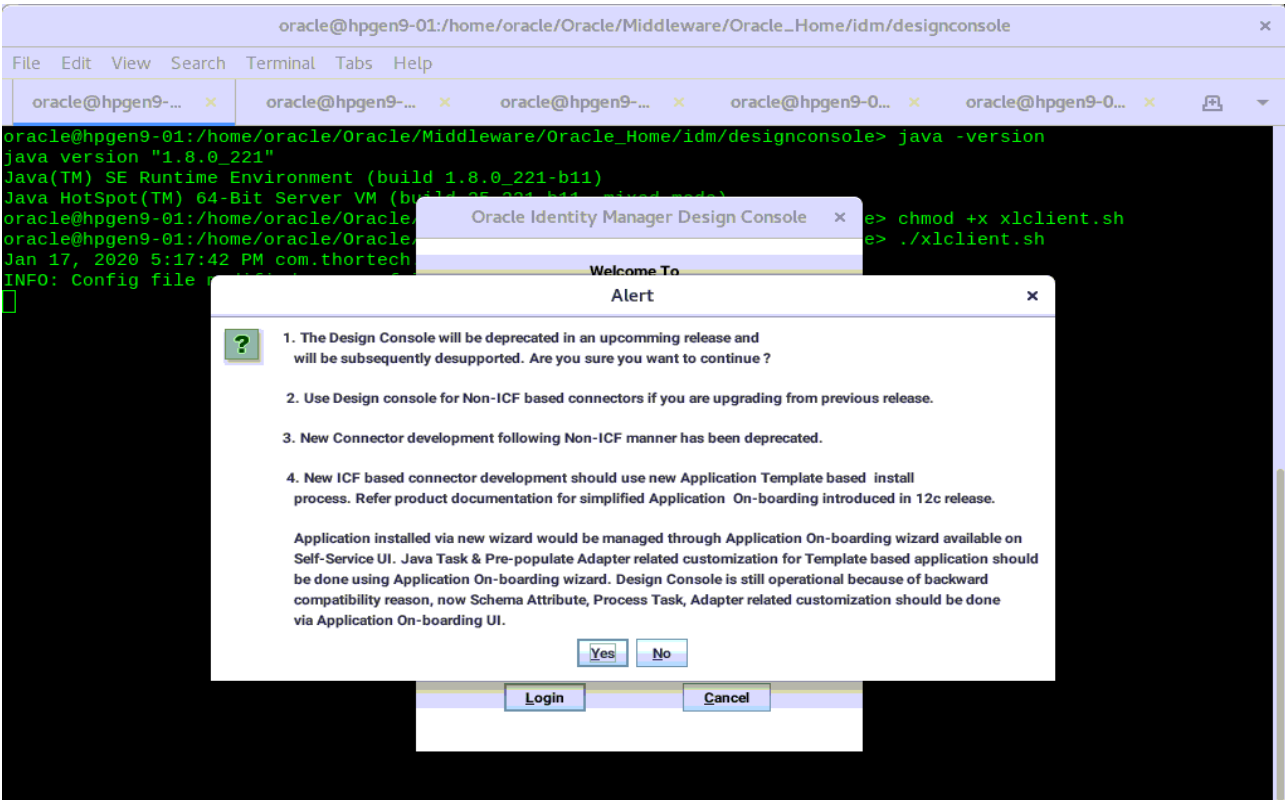 oracle@hpgen9-01:/home/oracle/Oracle/Middleware/Oracle_Home/idm/designconsole ×
File Edit View Search Terminal Tabs Help
oracle@hpgen9-... × oracle@hpgen9-... × oracle@hpgen9-... × oracle@hpgen9-0... × oracle@hpgen9-0... ×
oracle@hpgen9-01:/home/oracle/Oracle/Middleware/Oracle_Home/idm/designconsole> java -version
java version "1.8.0_221"
Java(TM) SE Runtime Environment (build 1.8.0_221-b11)
Java HotSpot(TM) 64-Bit Server VM (build 25.221-b11, mixed mode)
oracle@hpgen9-01:/home/oracle/Oracle/ e> chmod +x xlclient.sh
oracle@hpgen9-01:/home/oracle/Oracle/ e> ./xlclient.sh
Jan 17, 2020 5:17:42 PM com.thortech
INFO: Config file
Oracle Identity Manager Design Console ×
Welcome To
Alert ×
?
1. The Design Console will be deprecated in an upcomming release and
will be subsequently desupported. Are you sure you want to continue ?
2. Use Design console for Non-ICF based connectors if you are upgrading from previous release.
3. New Connector development following Non-ICF manner has been deprecated.
4. New ICF based connector development should use new Application Template based install
process. Refer product documentation for simplified Application On-boarding introduced in 12c release.
Application installed via new wizard would be managed through Application On-boarding wizard available on
Self-Service UI. Java Task & Pre-populate Adapter related customization for Template based application should
be done using Application On-boarding wizard. Design Console is still operational because of backward
compatibility reason, now Schema Attribute, Process Task, Adapter related customization should be done
via Application On-boarding UI.
Yes No
Login Cancel